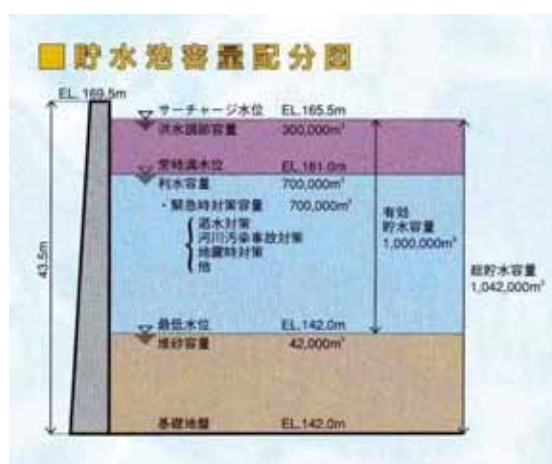 貯水池容量配分図
EL. 169.5m
サーチャージ水位 EL.165.5m
洪水調節容量 300,000m³
常時満水位 EL.161.0m
利水容量 700,000m³
・緊急時対策容量 700,000m³
渇水対策
河川汚染事故対策
地震時対策
他
有効
貯水容量
1,000,000m³
総貯水容量
1,042,000m³
43.5m
最低水位 EL.142.0m
堆砂容量 42,000m³
基礎地盤 EL.142.0m